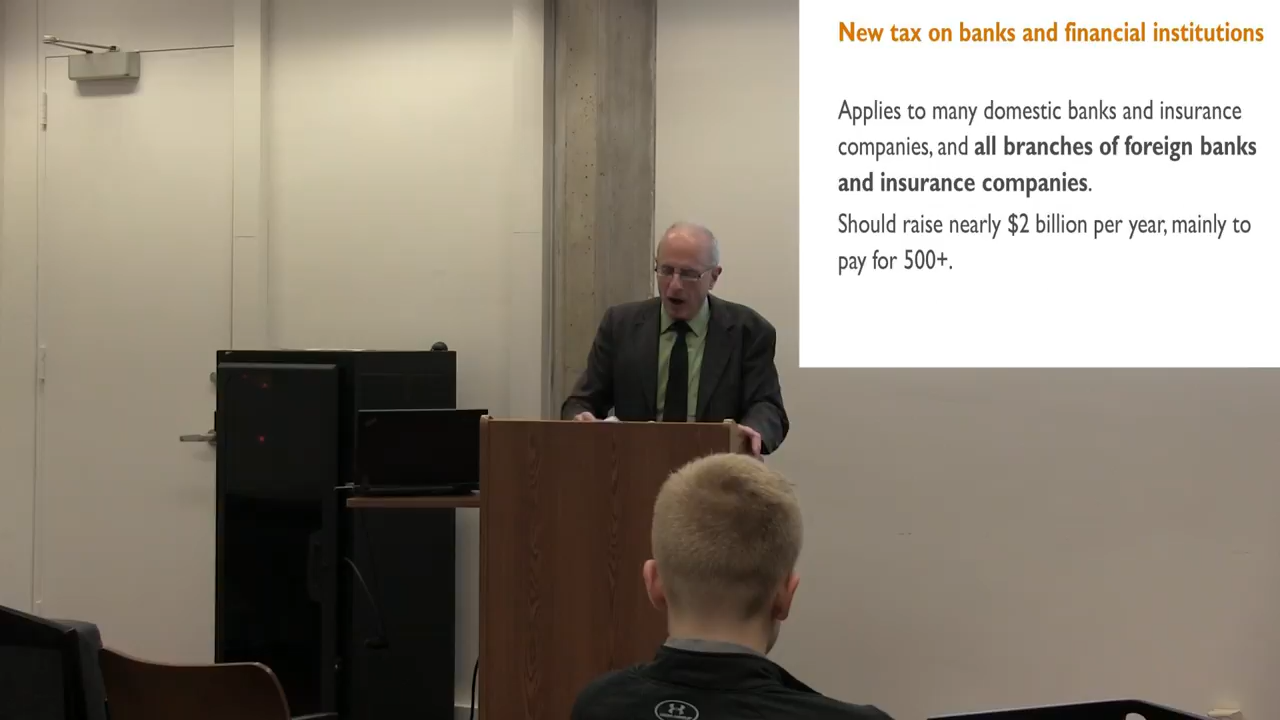 New tax on banks and financial institutions
Applies to many domestic banks and insurance
companies, and all branches of foreign banks
and insurance companies.
Should raise nearly $2 billion per year, mainly to
pay for 500+.